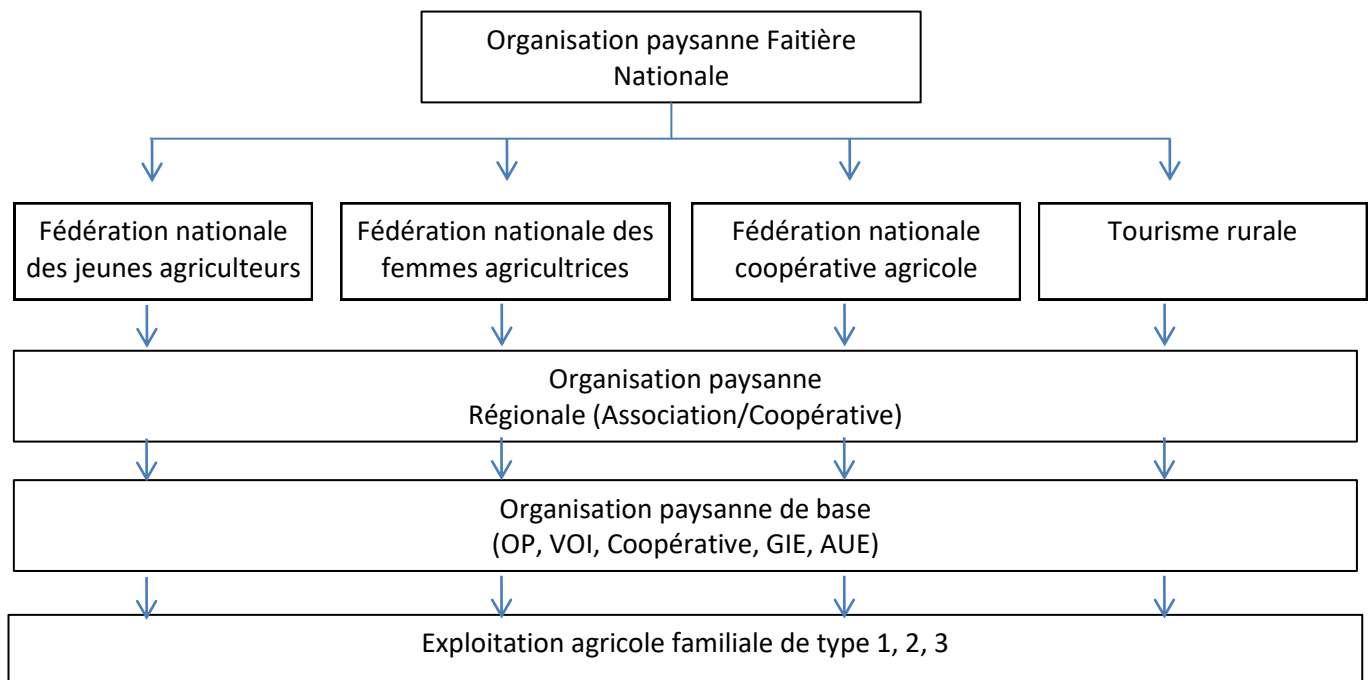 Organisation paysanne Faitière
Nationale
Fédération nationale
des jeunes agriculteurs
Fédération nationale des
femmes agricultrices
Fédération nationale
coopérative agricole
Tourisme rurale
Organisation paysanne
Régionale (Association/Coopérative)
Organisation paysanne de base
(OP, VOI, Coopérative, GIE, AUE)
Exploitation agricole familiale de type 1, 2, 3